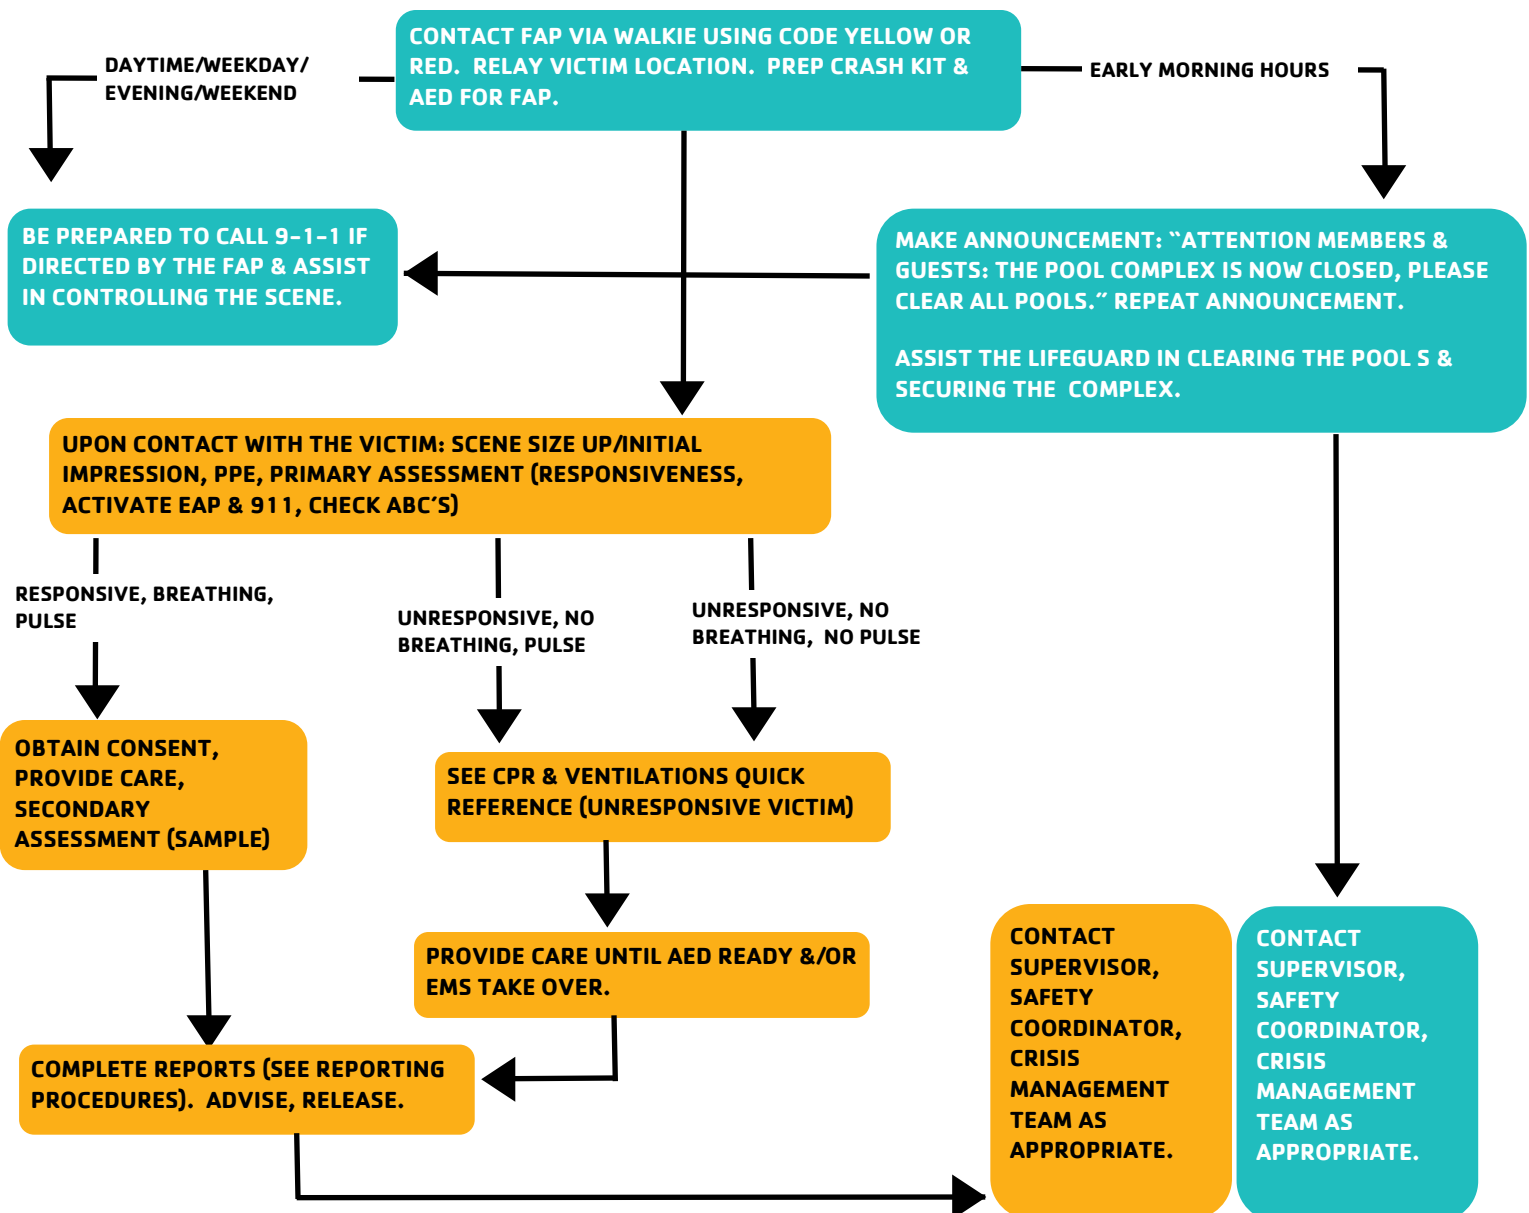 CONTACT FAP VIA WALKIE USING CODE YELLOW OR
RED. RELAY VICTIM LOCATION. PREP CRASH KIT &
AED FOR FAP.
DAYTIME/WEEKDAY/
EVENING/WEEKEND
EARLY MORNING HOURS
BE PREPARED TO CALL 9-1-1 IF
DIRECTED BY THE FAP & ASSIST
IN CONTROLLING THE SCENE.
MAKE ANNOUNCEMENT: “ATTENTION MEMBERS &
GUESTS: THE POOL COMPLEX IS NOW CLOSED, PLEASE
CLEAR ALL POOLS.” REPEAT ANNOUNCEMENT.
ASSIST THE LIFEGUARD IN CLEARING THE POOL S &
SECURING THE COMPLEX.
UPON CONTACT WITH THE VICTIM: SCENE SIZE UP/INITIAL
IMPRESSION, PPE, PRIMARY ASSESSMENT (RESPONSIVENESS,
ACTIVATE EAP & 911, CHECK ABC’S)
RESPONSIVE, BREATHING,
PULSE
UNRESPONSIVE, NO
BREATHING, PULSE
UNRESPONSIVE, NO
BREATHING, NO PULSE
OBTAIN CONSENT,
PROVIDE CARE,
SECONDARY
ASSESSMENT (SAMPLE)
SEE CPR & VENTILATIONS QUICK
REFERENCE (UNRESPONSIVE VICTIM)
PROVIDE CARE UNTIL AED READY &/OR
EMS TAKE OVER.
COMPLETE REPORTS (SEE REPORTING
PROCEDURES). ADVISE, RELEASE.
CONTACT
SUPERVISOR,
SAFETY
COORDINATOR,
CRISIS
MANAGEMENT
TEAM AS
APPROPRIATE.
CONTACT
SUPERVISOR,
SAFETY
COORDINATOR,
CRISIS
MANAGEMENT
TEAM AS
APPROPRIATE.